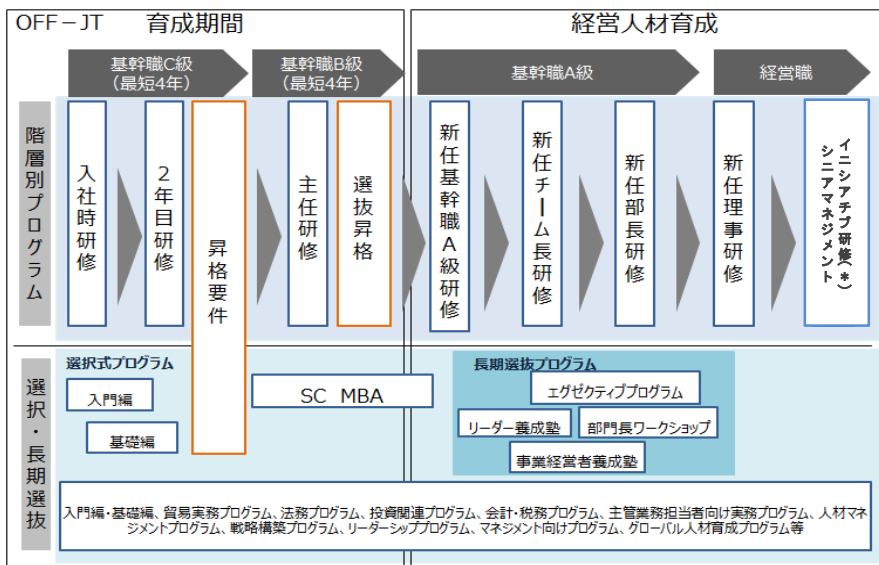 OFF－JT　育成期間
経営人材育成
基幹職C級
（最短4年）
基幹職B級
（最短4年）
基幹職A級
経営職
階層別プログラム
入社時研修
２年目研修
昇格要件
主任研修
選抜昇格
新任基幹職A級研修
新任チーム長研修
新任部長研修
新任理事研修
イニシアチブ研修(＊)
シニアマネジメント
選択・長期選抜
選択式プログラム
入門編
基礎編
SC MBA
長期選抜プログラム
エグゼクティブプログラム
リーダー養成塾
部門長ワークショップ
事業経営者養成塾
入門編・基礎編、貿易実務プログラム、法務プログラム、投資関連プログラム、会計・税務プログラム、主管業務担当者向け実務プログラム、人材マネ
ジメントプログラム、戦略構築プログラム、リーダーシッププログラム、マネジメント向けプログラム、グローバル人材育成プログラム等